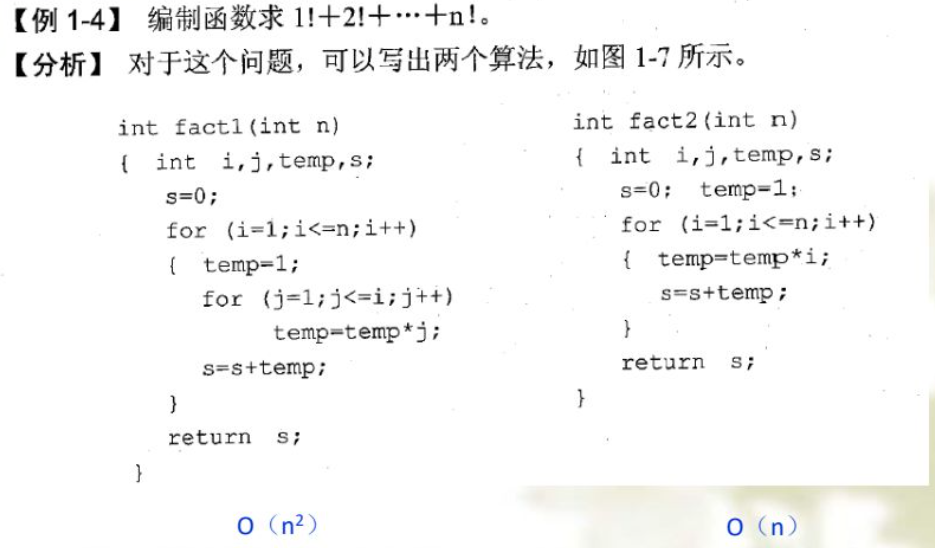 【例 1-4】 编制函数求 1!+2!+…+n!。
【分析】 对于这个问题，可以写出两个算法，如图 1-7 所示。
int fact1(int n)
{ int i,j,temp,s;
s=0;
for (i=1;i<=n;i++)
{ temp=1;
for (j=1;j<=i;j++)
temp=temp*j;
s=s+temp;
}
return s;
}
O（n²）
int fact2(int n)
{ int i,j,temp,s;
s=0; temp=1;
for (i=1;i<=n;i++)
{ temp=temp*i;
s=s+temp;
}
return s;
}
O（n）